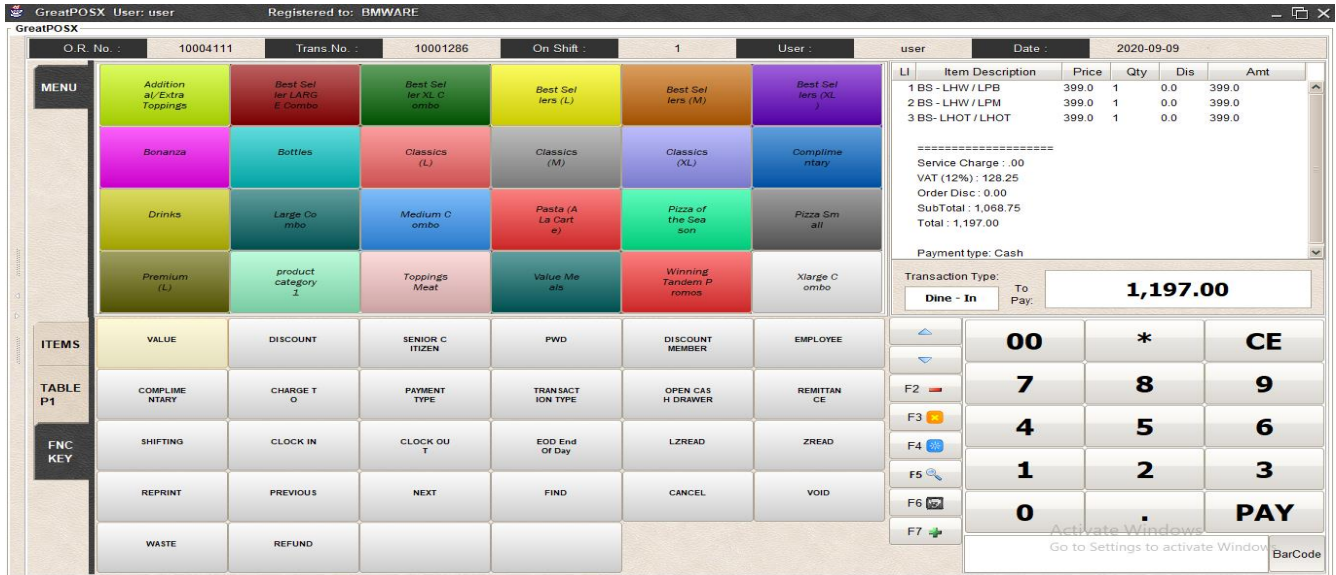 GreatPOSX User: user Registered to: BMWARE
GreatPOSX
O.R. No. : 10004111 Trans.No. : 10001286 On Shift : 1 User : user Date : 2020-09-09
MENU
Addition
al/Extra
Toppings
Best Sel
ler LARG
E Combo
Best Sel
ler XL C
ombo
Best Sel
lers (L)
Best Sel
lers (M)
Best Sel
lers (XL
)
Bonanza
Bottles
Classics
(L)
Classics
(M)
Classics
(XL)
Complime
ntary
Drinks
Large Co
mbo
Medium C
ombo
Pasta (A
La Cart
e)
Pizza of
the Sea
son
Pizza Sm
all
Premium
(L)
product
category
1
Toppings
Meat
Value Me
als
Winning
Tandem P
romos
Xlarge C
ombo
LI Item Description Price Qty Dis Amt
1 BS - LHW / LPB 399.0 1 0.0 399.0
2 BS - LHW / LPM 399.0 1 0.0 399.0
3 BS- LHOT / LHOT 399.0 1 0.0 399.0
====================
Service Charge : .00
VAT (12%) : 128.25
Order Disc : 0.00
SubTotal : 1,068.75
Total : 1,197.00
Payment type: Cash
Transaction Type:
Dine - In
To
Pay:
1,197.00
ITEMS
TABLE
P1
FNC
KEY
VALUE
DISCOUNT
SENIOR C
ITIZEN
PWD
DISCOUNT
MEMBER
EMPLOYEE
COMPLIME
NTARY
CHARGE T
O
PAYMENT
TYPE
TRANSACT
ION TYPE
OPEN CAS
H DRAWER
REMITTAN
CE
SHIFTING
CLOCK IN
CLOCK OU
T
EOD End
Of Day
LZREAD
ZREAD
REPRINT
PREVIOUS
NEXT
FIND
CANCEL
VOID
WASTE
REFUND
F2
F3
F4
F5
F6
F7
00 * CE
7 8 9
4 5 6
1 2 3
0 . PAY
Activate Windows
Go to Settings to activate Windows
BarCode